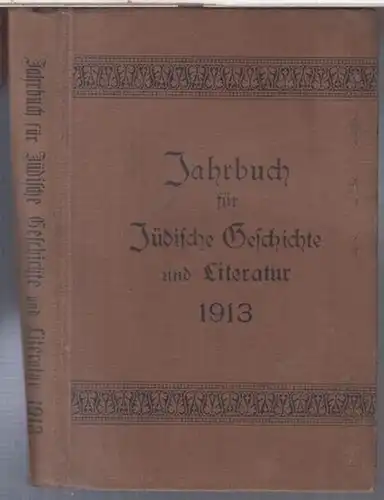 Jahrbuch für Jüdische Geschichte und Literatur 1913
Jahrbuch
für
Jüdische Geschichte
und Literatur
1913